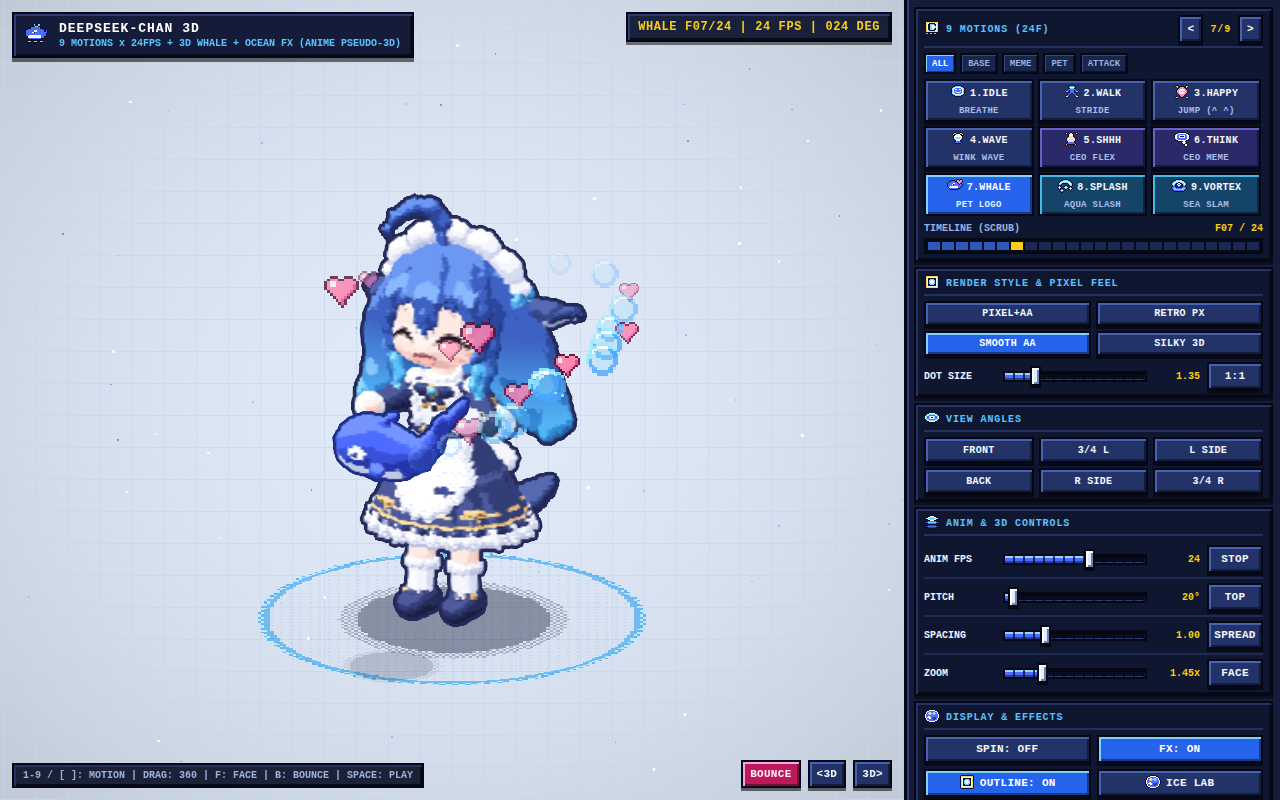 DEEPSEEK-CHAN 3D
9 MOTIONS x 24FPS + 3D WHALE + OCEAN FX (ANIME PSEUDO-3D)
WHALE F07/24 | 24 FPS | 024 DEG
9 MOTIONS (24F)
< 7/9 >
ALL BASE MEME PET ATTACK
1.IDLE 2.WALK 3.HAPPY
BREATHE STRIDE JUMP (^ ^)
4.WAVE 5.SHHH 6.THINK
WINK WAVE CEO FLEX CEO MEME
7.WHALE 8.SPLASH 9.VORTEX
PET LOGO AQUA SLASH SEA SLAM
TIMELINE (SCRUB) F07 / 24
RENDER STYLE & PIXEL FEEL
PIXEL+AA RETRO PX
SMOOTH AA SILKY 3D
DOT SIZE 1.35 1:1
VIEW ANGLES
FRONT 3/4 L L SIDE
BACK R SIDE 3/4 R
ANIM & 3D CONTROLS
ANIM FPS 24 STOP
PITCH 20° TOP
SPACING 1.00 SPREAD
ZOOM 1.45x FACE
DISPLAY & EFFECTS
SPIN: OFF FX: ON
OUTLINE: ON ICE LAB
1-9 / [ ]: MOTION | DRAG: 360 | F: FACE | B: BOUNCE | SPACE: PLAY
BOUNCE <3D 3D>